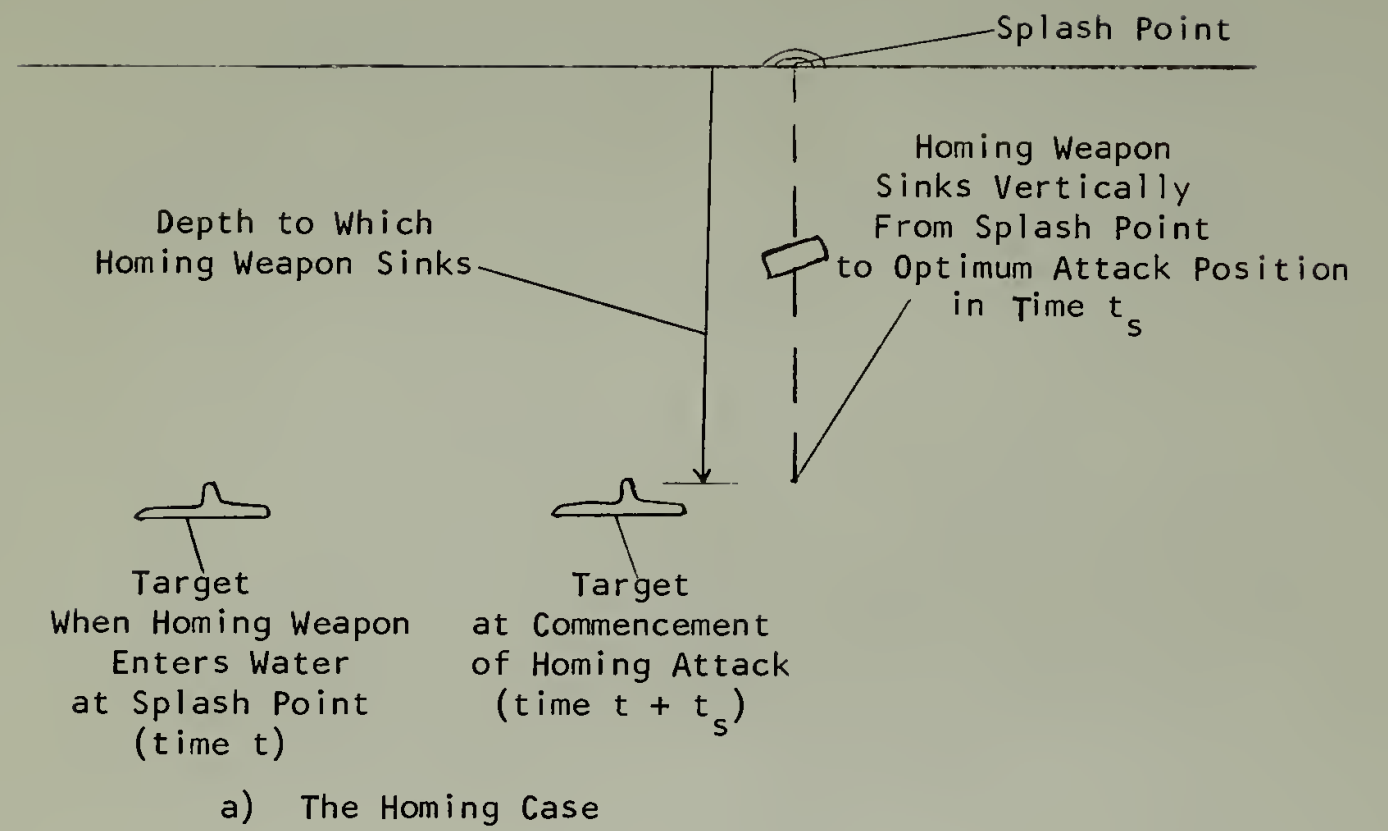 Splash Point
Homing Weapon
Sinks Vertically
From Splash Point
to Optimum Attack Position
in Time t_s
Depth to Which
Homing Weapon Sinks
Target
When Homing Weapon
Enters Water
at Splash Point
(time t)
Target
at Commencement
of Homing Attack
(time t + t_s)
a) The Homing Case